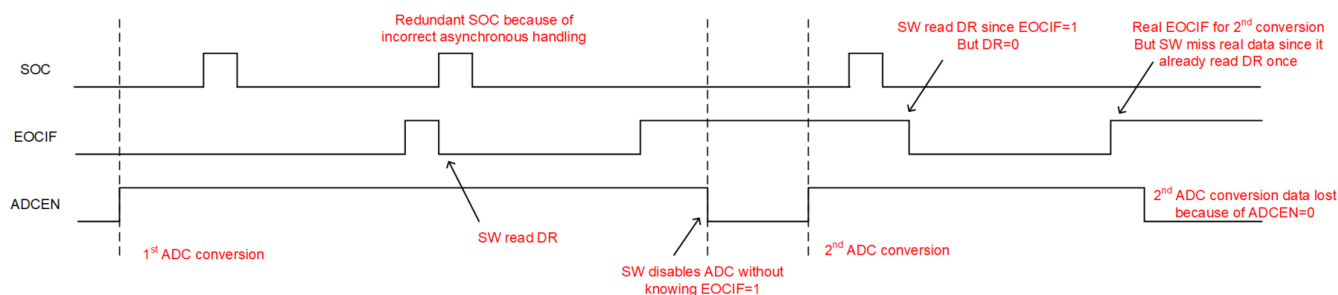 Redundant SOC because of
incorrect asynchronous handling
SW read DR since EOCIF=1
But DR=0
Real EOCIF for 2nd conversion
But SW miss real data since it
already read DR once
SOC
EOCIF
ADCEN
2nd ADC conversion data lost
because of ADCEN=0
SW read DR
1st ADC conversion
2nd ADC conversion
SW disables ADC without
knowing EOCIF=1